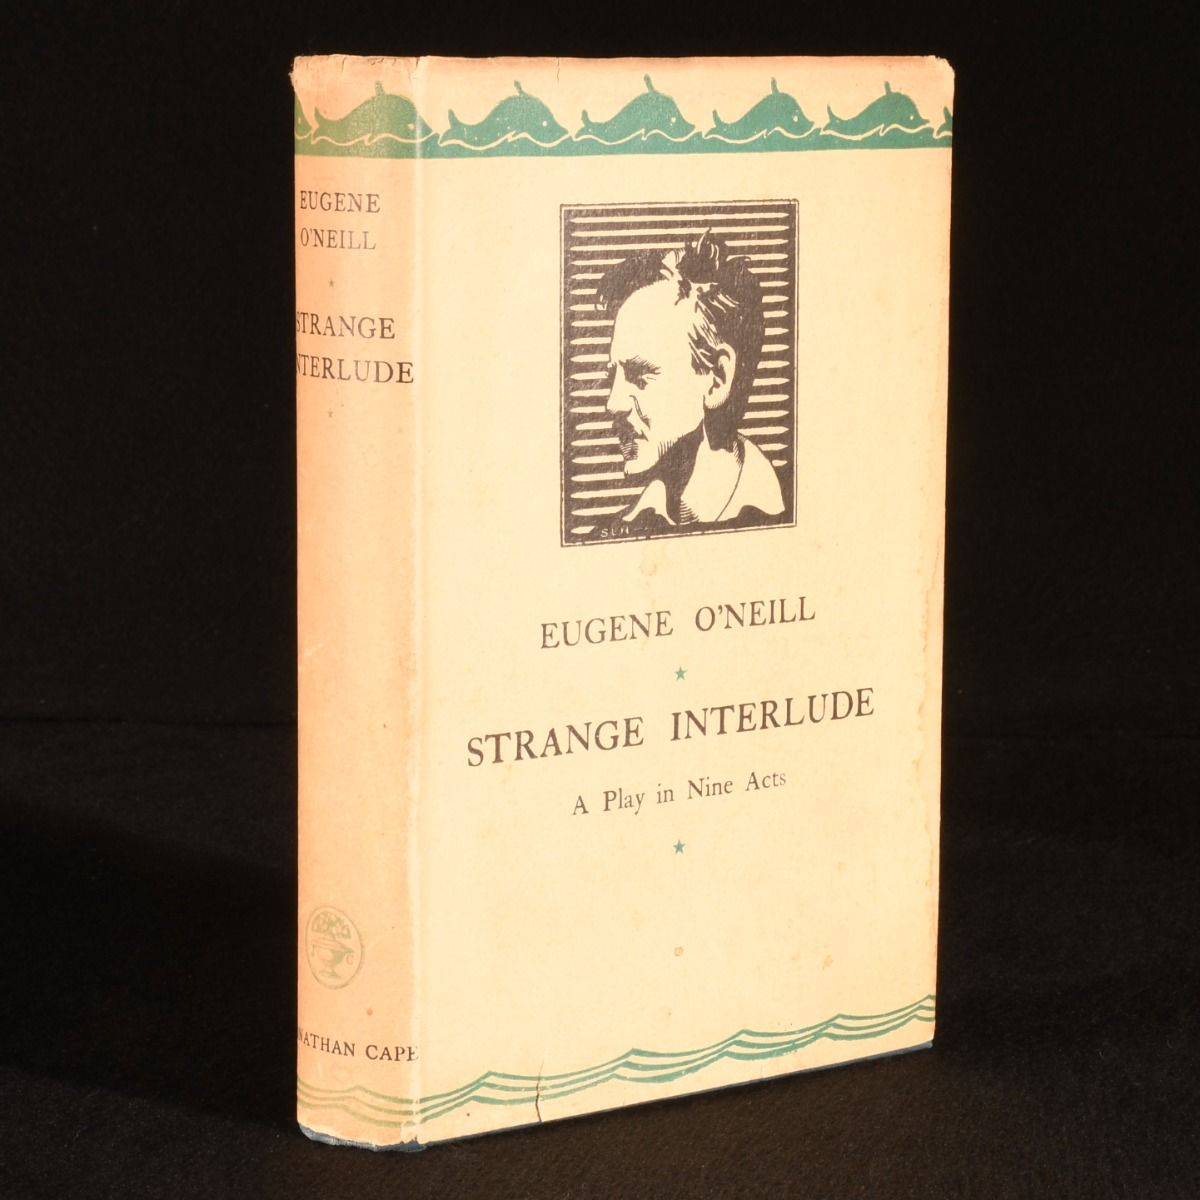 EUGENE
O'NEILL
STRANGE
INTERLUDE
JONATHAN CAPE
EUGENE O'NEILL
STRANGE INTERLUDE
A Play in Nine Acts